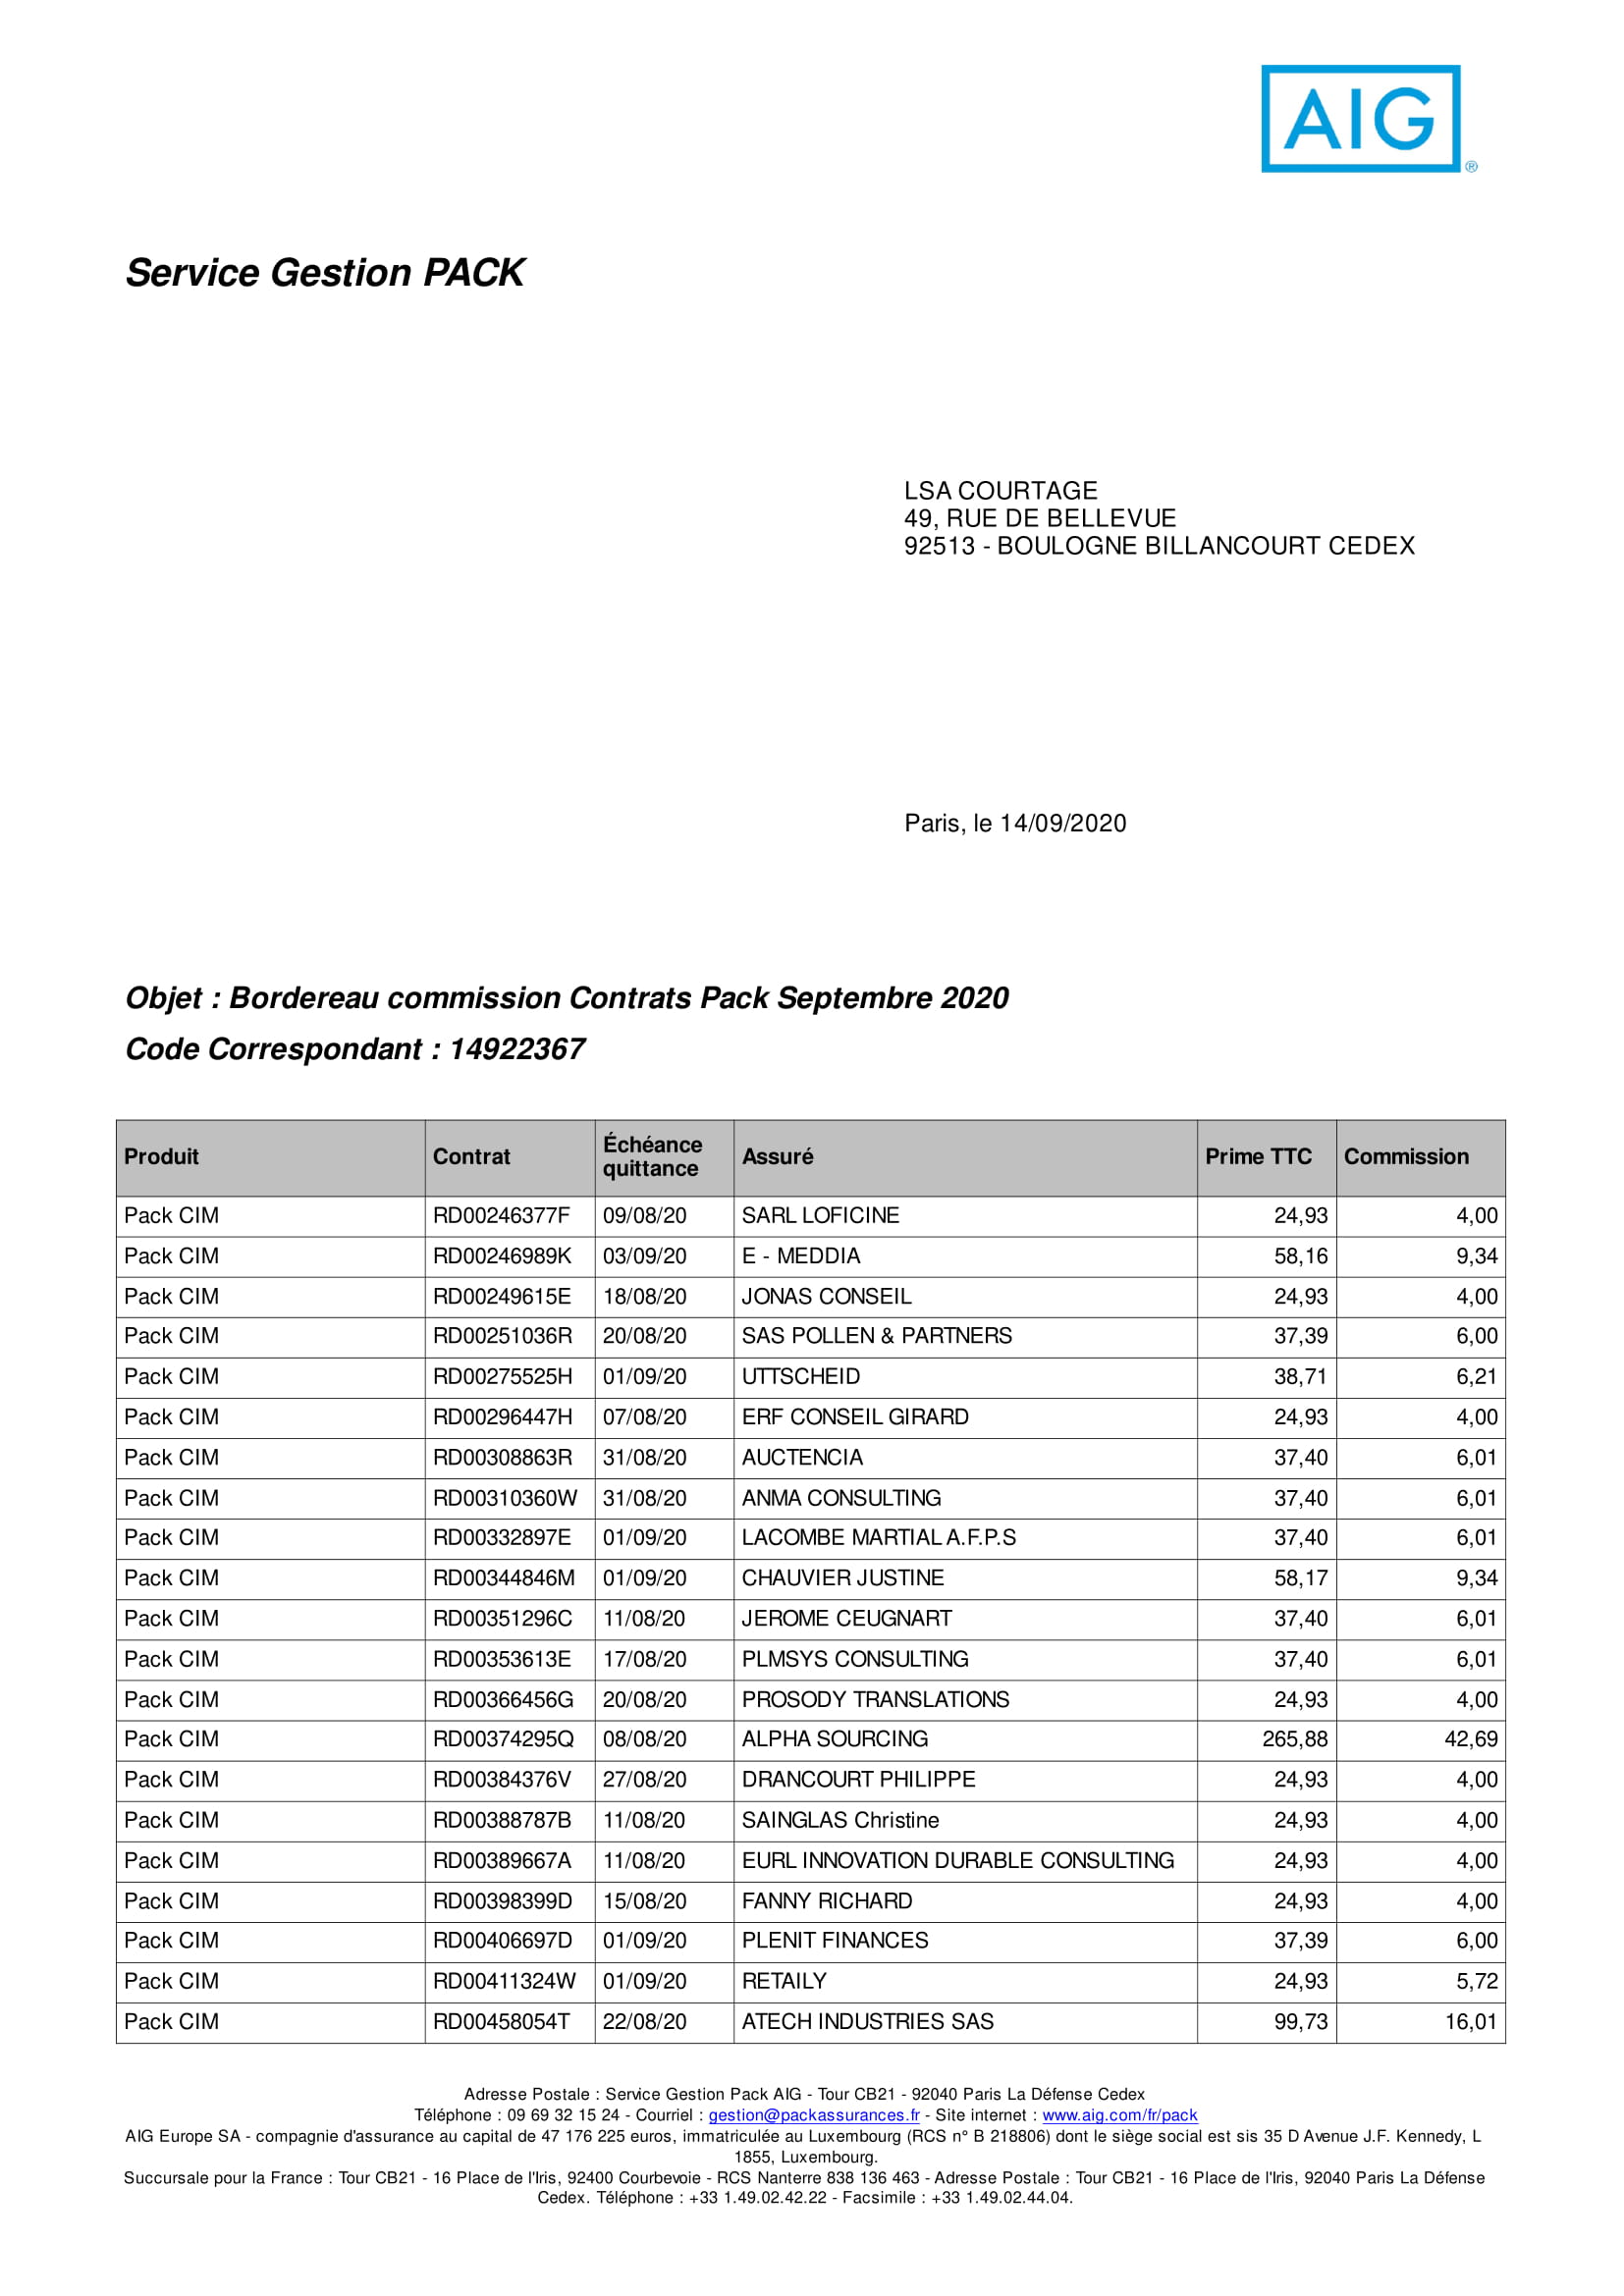 AIG
®
Service Gestion PACK
LSA COURTAGE
49, RUE DE BELLEVUE
92513 - BOULOGNE BILLANCOURT CEDEX
Paris, le 14/09/2020
Objet : Bordereau commission Contrats Pack Septembre 2020
Code Correspondant : 14922367
Produit Contrat Échéance quittance Assuré Prime TTC Commission
Pack CIM RD00246377F 09/08/20 SARL LOFICINE 24,93 4,00
Pack CIM RD00246989K 03/09/20 E - MEDDIA 58,16 9,34
Pack CIM RD00249615E 18/08/20 JONAS CONSEIL 24,93 4,00
Pack CIM RD00251036R 20/08/20 SAS POLLEN & PARTNERS 37,39 6,00
Pack CIM RD00275525H 01/09/20 UTTSCHEID 38,71 6,21
Pack CIM RD00296447H 07/08/20 ERF CONSEIL GIRARD 24,93 4,00
Pack CIM RD00308863R 31/08/20 AUCTENCIA 37,40 6,01
Pack CIM RD00310360W 31/08/20 ANMA CONSULTING 37,40 6,01
Pack CIM RD00332897E 01/09/20 LACOMBE MARTIAL A.F.P.S 37,40 6,01
Pack CIM RD00344846M 01/09/20 CHAUVIER JUSTINE 58,17 9,34
Pack CIM RD00351296C 11/08/20 JEROME CEUGNART 37,40 6,01
Pack CIM RD00353613E 17/08/20 PLMSYS CONSULTING 37,40 6,01
Pack CIM RD00366456G 20/08/20 PROSODY TRANSLATIONS 24,93 4,00
Pack CIM RD00374295Q 08/08/20 ALPHA SOURCING 265,88 42,69
Pack CIM RD00384376V 27/08/20 DRANCOURT PHILIPPE 24,93 4,00
Pack CIM RD00388787B 11/08/20 SAINGLAS Christine 24,93 4,00
Pack CIM RD00389667A 11/08/20 EURL INNOVATION DURABLE CONSULTING 24,93 4,00
Pack CIM RD00398399D 15/08/20 FANNY RICHARD 24,93 4,00
Pack CIM RD00406697D 01/09/20 PLENIT FINANCES 37,39 6,00
Pack CIM RD00411324W 01/09/20 RETAILY 24,93 5,72
Pack CIM RD00458054T 22/08/20 ATECH INDUSTRIES SAS 99,73 16,01
Adresse Postale : Service Gestion Pack AIG - Tour CB21 - 92040 Paris La Défense Cedex
Téléphone : 09 69 32 15 24 - Courriel : gestion@packassurances.fr - Site internet : www.aig.com/fr/pack
AIG Europe SA - compagnie d'assurance au capital de 47 176 225 euros, immatriculée au Luxembourg (RCS n° B 218806) dont le siège social est sis 35 D Avenue J.F. Kennedy, L
1855, Luxembourg.
Succursale pour la France : Tour CB21 - 16 Place de l'Iris, 92400 Courbevoie - RCS Nanterre 838 136 463 - Adresse Postale : Tour CB21 - 16 Place de l'Iris, 92040 Paris La Défense
Cedex. Téléphone : +33 1.49.02.42.22 - Facsimile : +33 1.49.02.44.04.